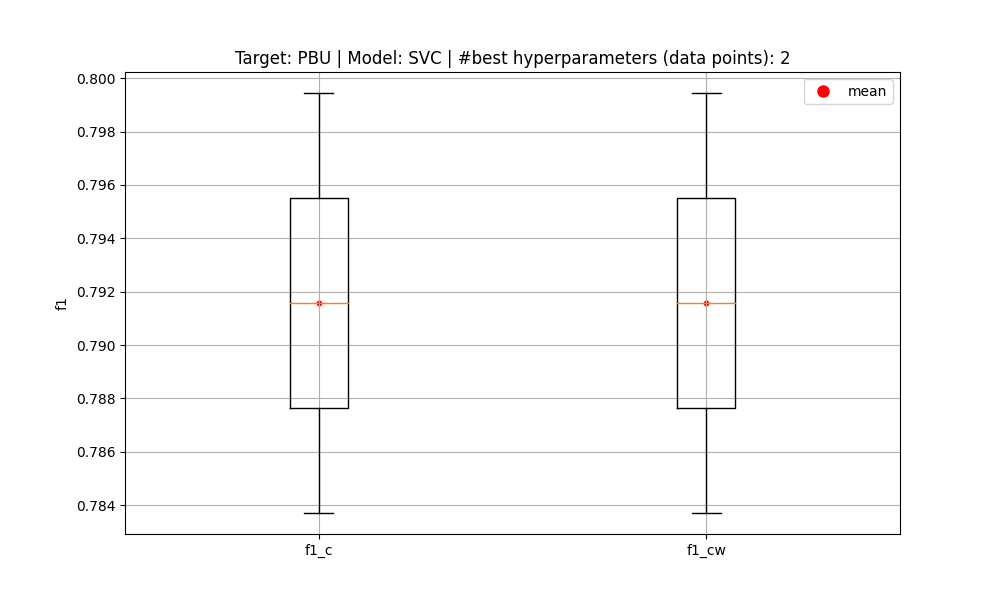 Target: PBU | Model: SVC | #best hyperparameters (data points): 2
0.800
mean
0.798
0.796
0.794
0.792
f1
0.790
0.788
0.786
0.784
f1_c
f1_cw